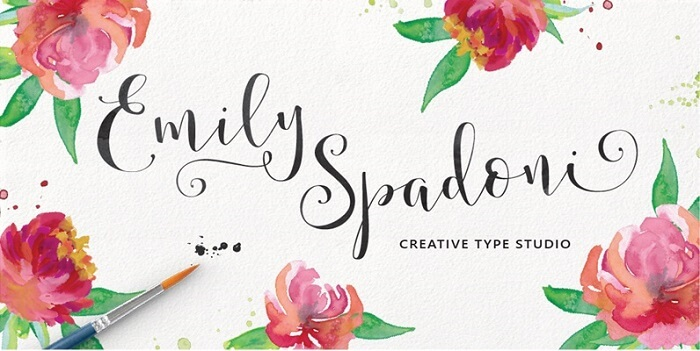 Emily
Spadoni
CREATIVE TYPE STUDIO